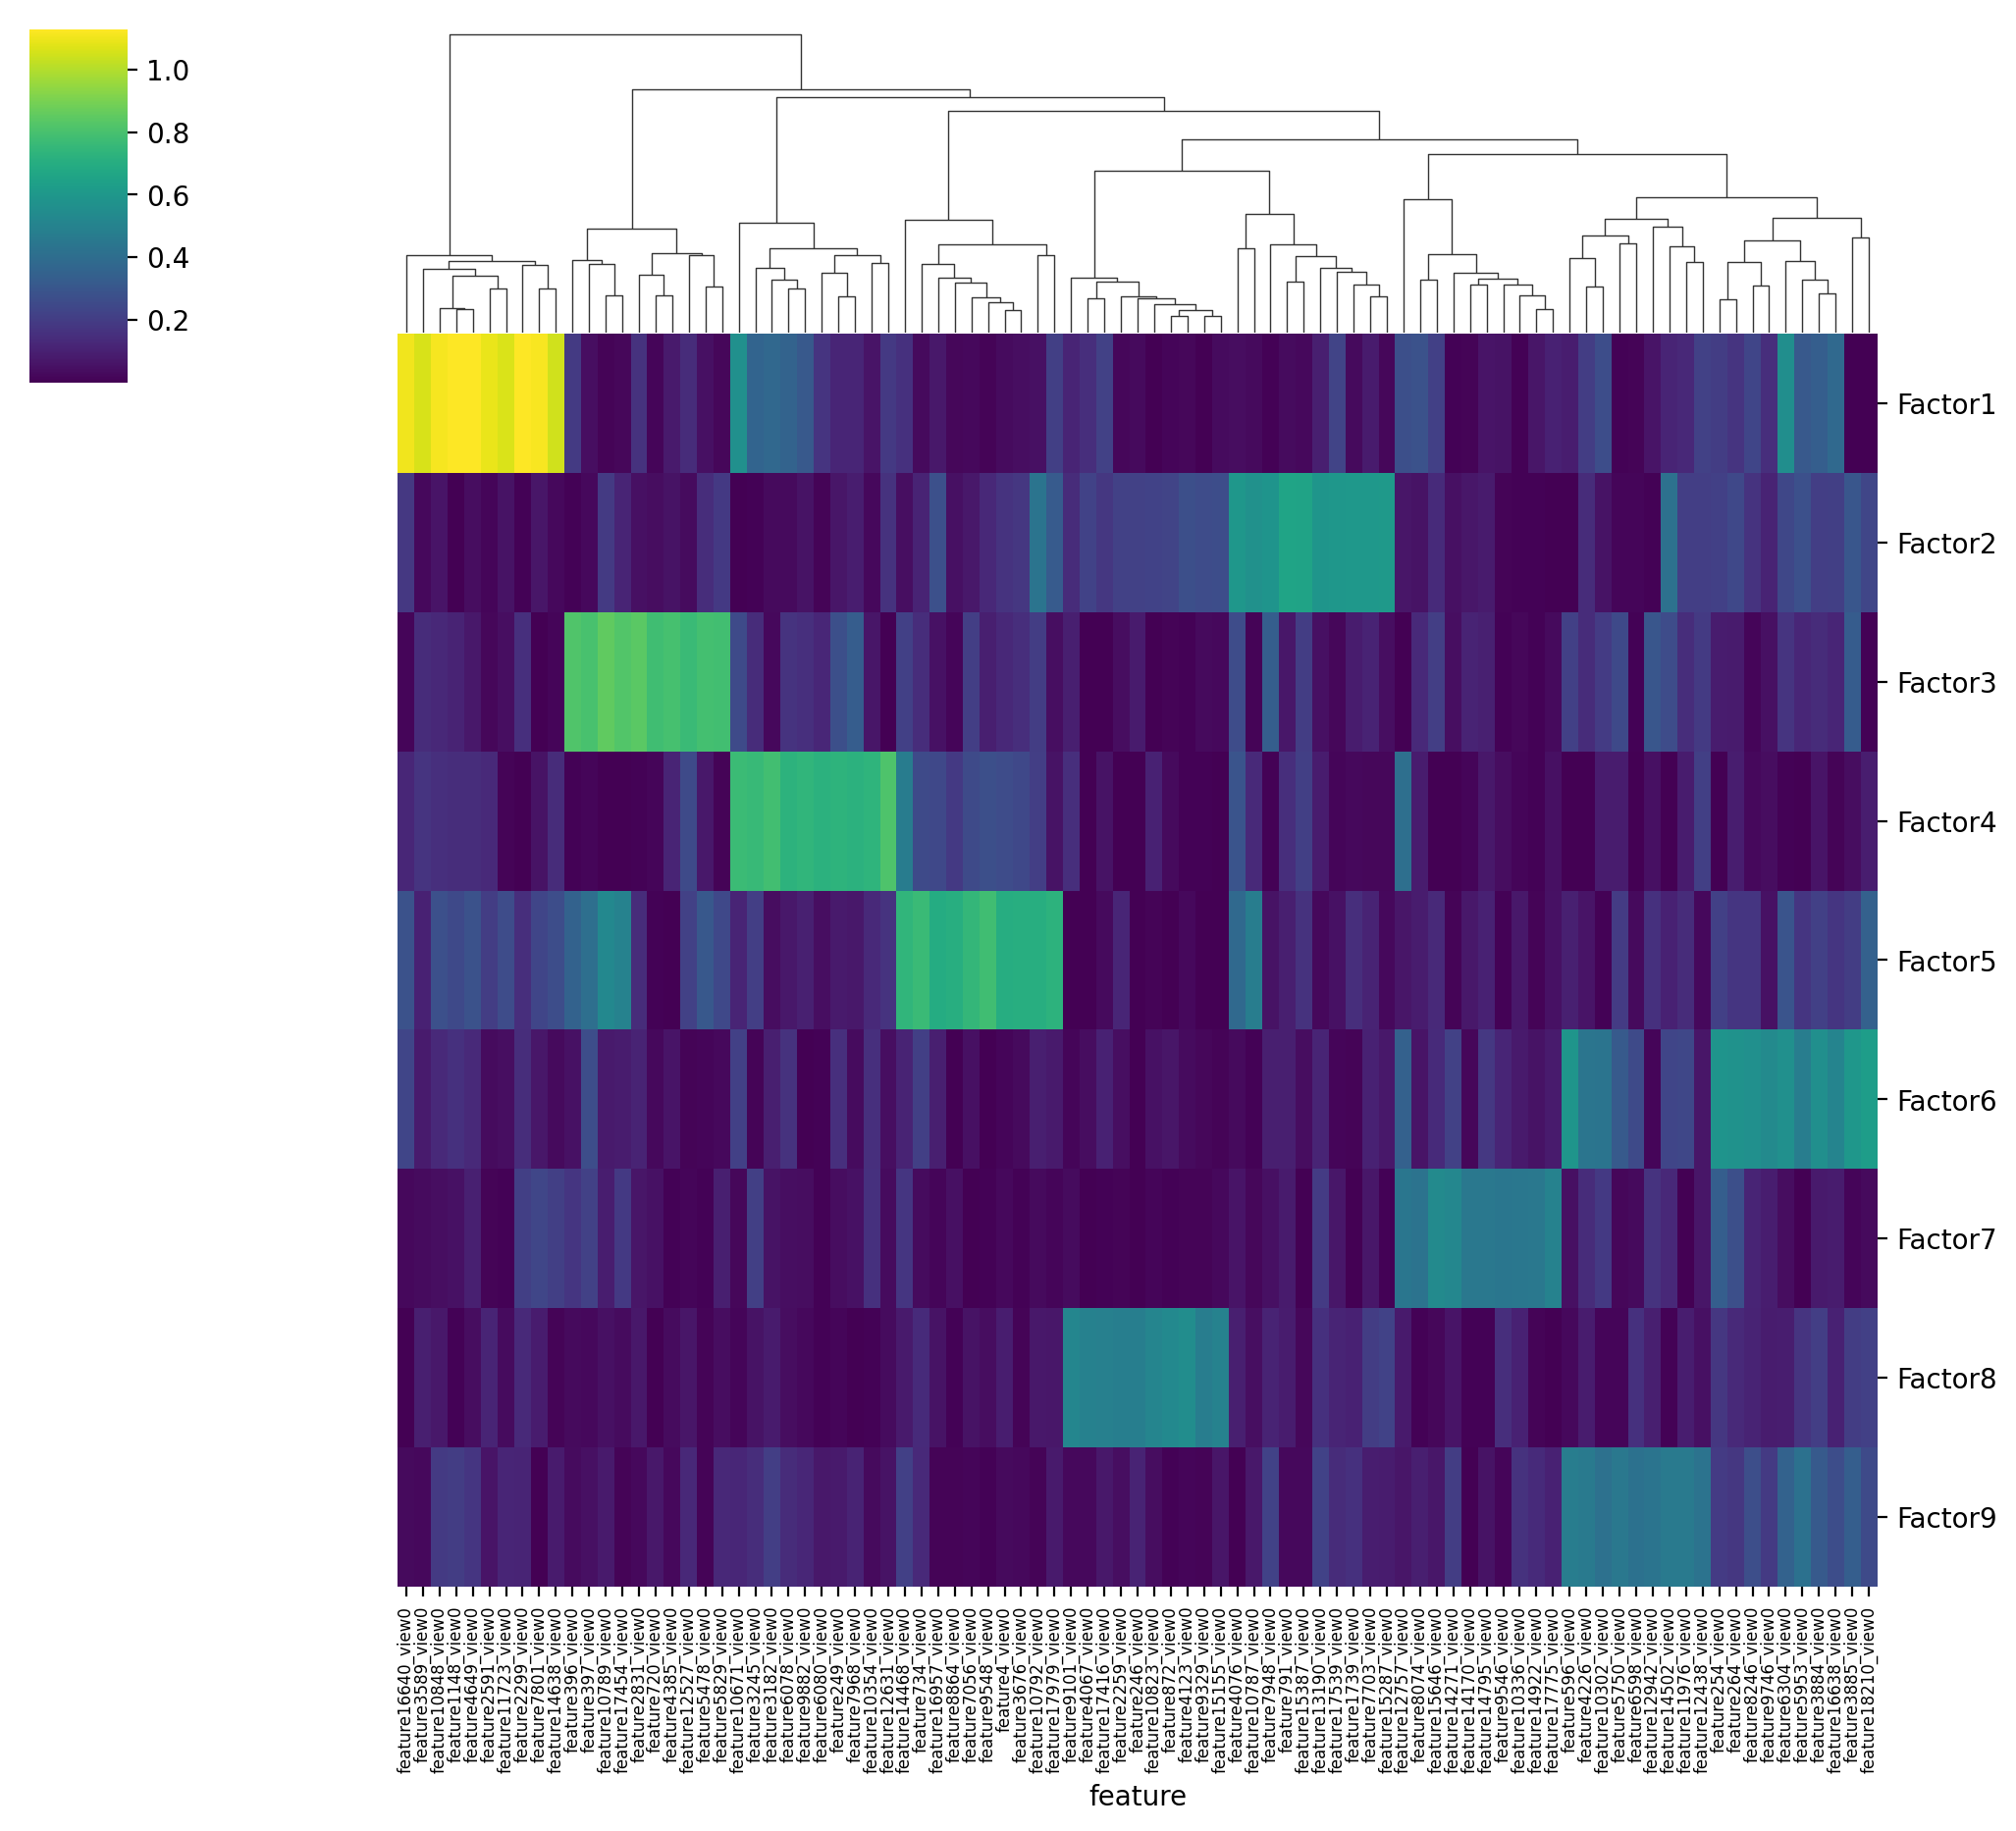 1.0
0.8
0.6
0.4
0.2
Factor1
Factor2
Factor3
Factor4
Factor5
Factor6
Factor7
Factor8
Factor9
feature16640_view0
feature3589_view0
feature10848_view0
feature1148_view0
feature4649_view0
feature2591_view0
feature11723_view0
feature2299_view0
feature7801_view0
feature14638_view0
feature396_view0
feature397_view0
feature10789_view0
feature17454_view0
feature2831_view0
feature720_view0
feature4385_view0
feature12527_view0
feature5478_view0
feature5829_view0
feature10671_view0
feature3245_view0
feature3182_view0
feature6078_view0
feature9882_view0
feature6080_view0
feature249_view0
feature7968_view0
feature10354_view0
feature12631_view0
feature14468_view0
feature734_view0
feature16957_view0
feature8864_view0
feature7056_view0
feature9548_view0
feature4_view0
feature3676_view0
feature10792_view0
feature17979_view0
feature9101_view0
feature4067_view0
feature17416_view0
feature2259_view0
feature246_view0
feature10823_view0
feature872_view0
feature4123_view0
feature9329_view0
feature15155_view0
feature4076_view0
feature10787_view0
feature7948_view0
feature791_view0
feature15387_view0
feature13190_view0
feature17539_view0
feature1739_view0
feature7703_view0
feature15287_view0
feature12757_view0
feature8074_view0
feature15646_view0
feature14271_view0
feature14170_view0
feature14795_view0
feature9546_view0
feature10336_view0
feature14922_view0
feature17775_view0
feature596_view0
feature4226_view0
feature10302_view0
feature5750_view0
feature6598_view0
feature12942_view0
feature14502_view0
feature11976_view0
feature12438_view0
feature254_view0
feature264_view0
feature8246_view0
feature9746_view0
feature6304_view0
feature5953_view0
feature3884_view0
feature16638_view0
feature3885_view0
feature18210_view0
feature